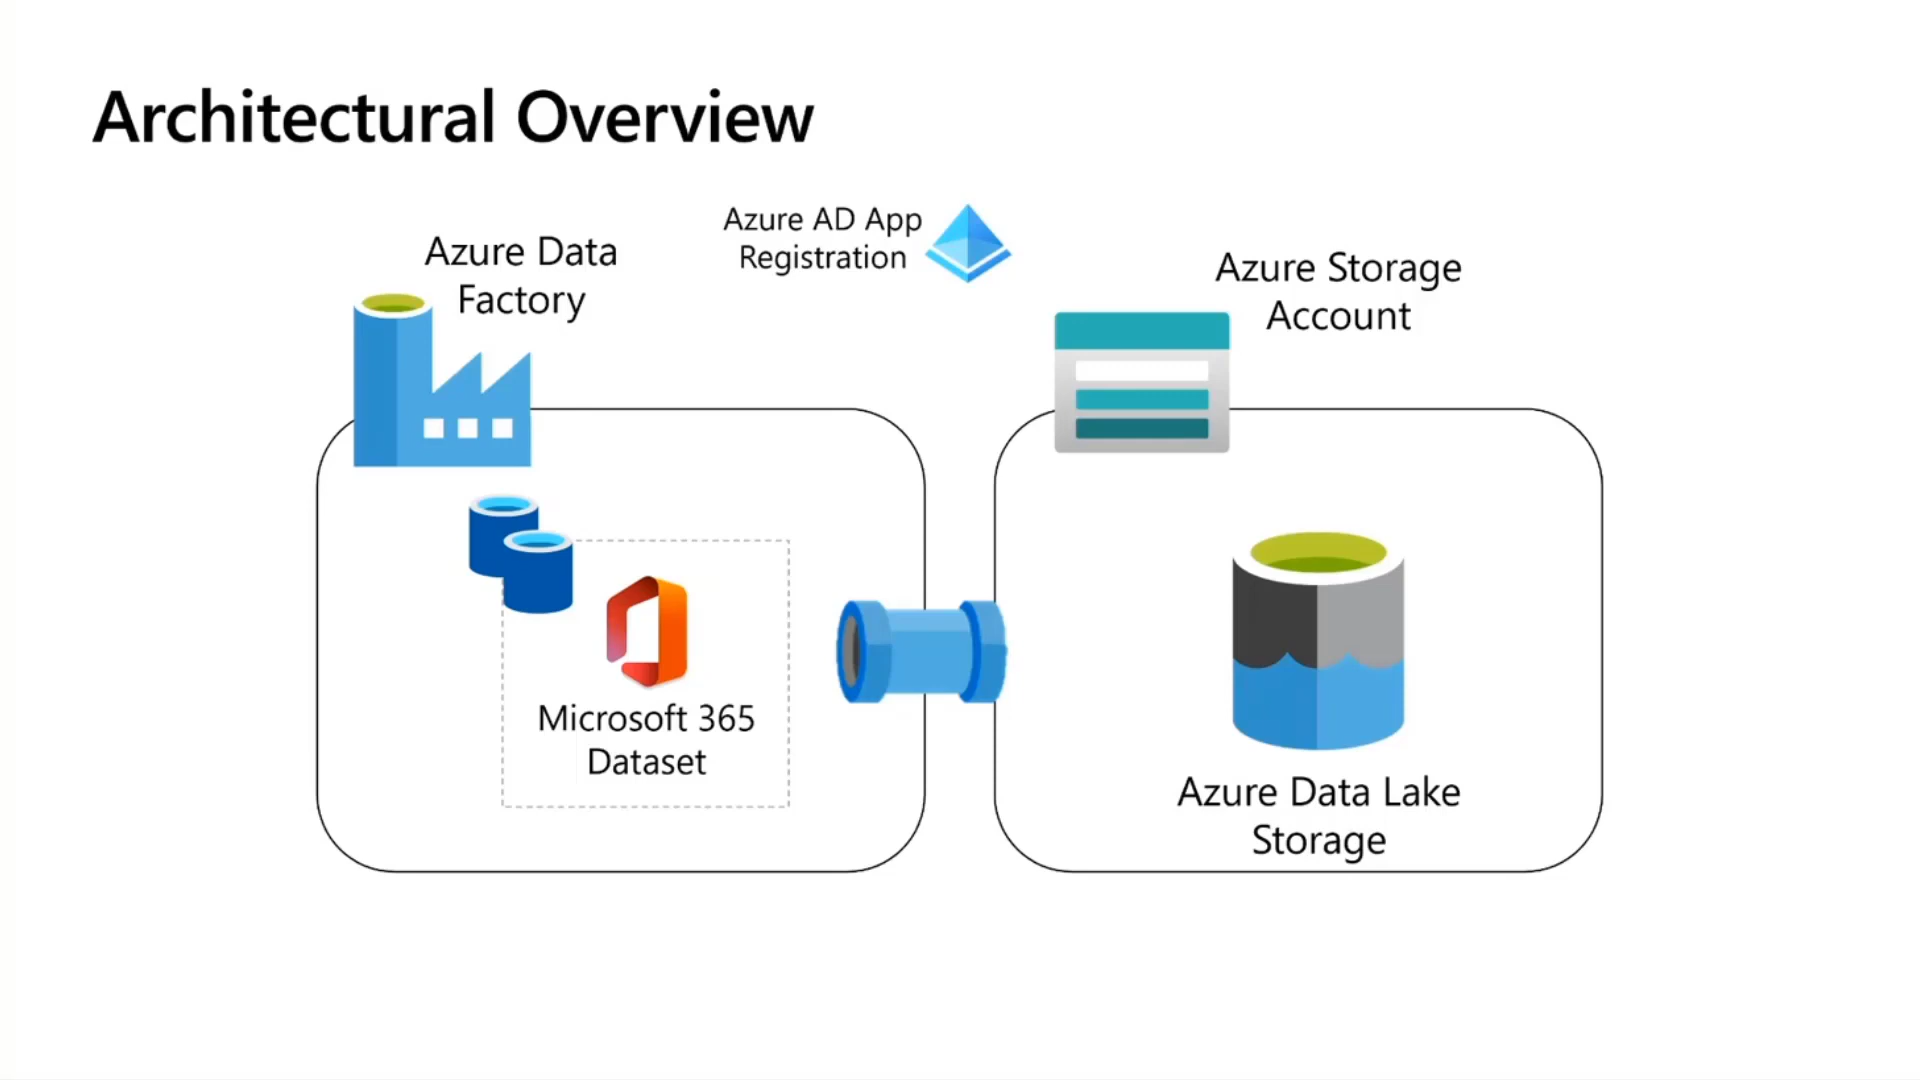 Architectural Overview
Azure AD App
Registration
Azure Data
Factory
Azure Storage
Account
Microsoft 365
Dataset
Azure Data Lake
Storage